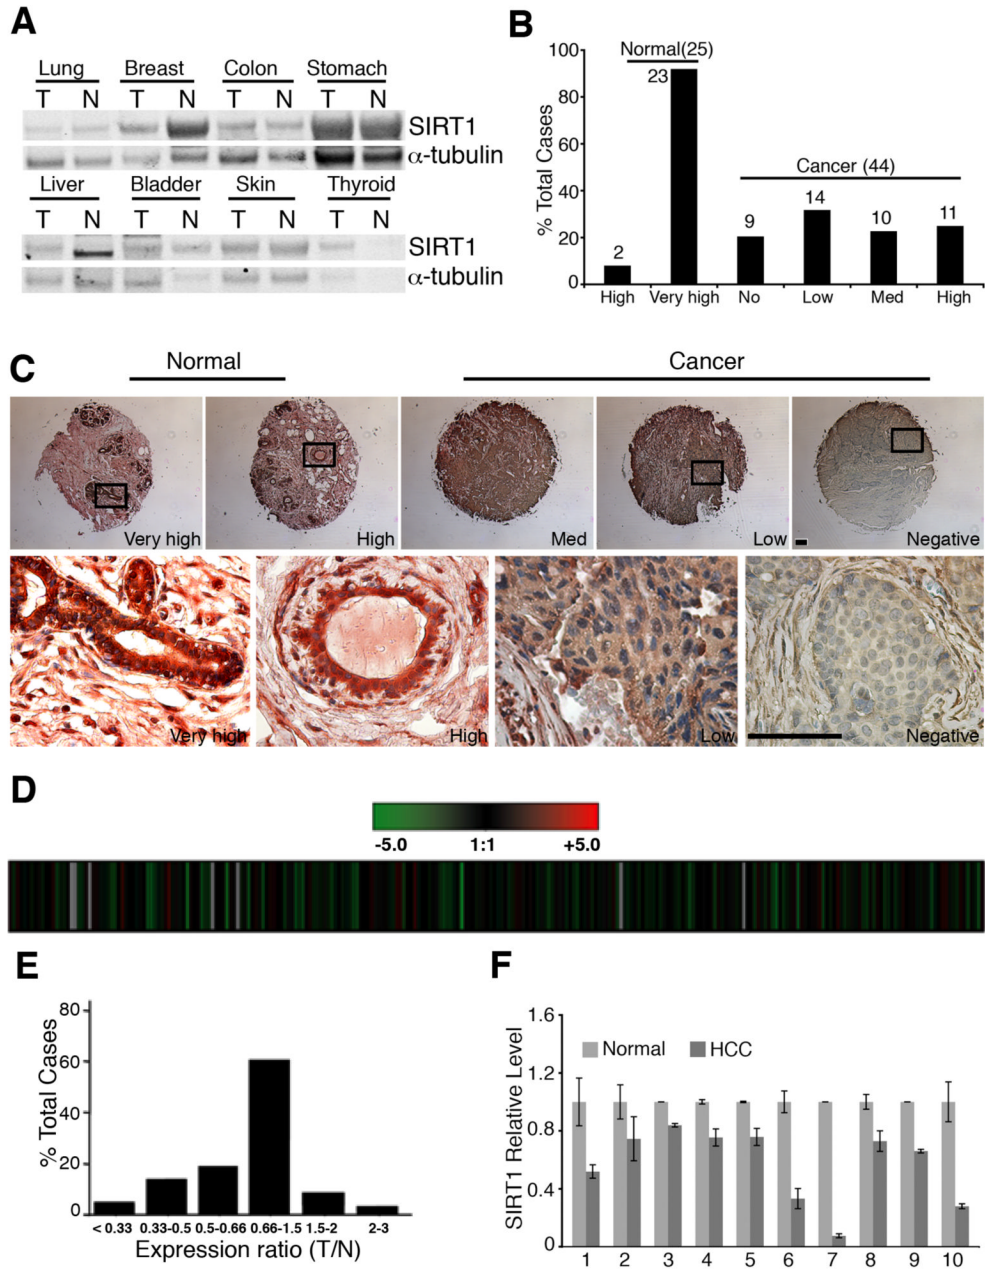 A
Lung Breast Colon Stomach
T N T N T N T N
SIRT1
α-tubulin
Liver Bladder Skin Thyroid
T N T N T N T N
SIRT1
α-tubulin
B
% Total Cases
100
80
60
40
20
0
Normal(25)
23
Cancer (44)
2 9 14 10 11
High Very high No Low Med High
C
Normal Cancer
Very high High Med Low Negative
Very high High Low Negative
D
-5.0 1:1 +5.0
E
% Total Cases
80
60
40
20
0
< 0.33 0.33-0.5 0.5-0.66 0.66-1.5 1.5-2 2-3
Expression ratio (T/N)
F
SIRT1 Relative Level
1.6
1.2
0.8
0.4
0
Normal HCC
1 2 3 4 5 6 7 8 9 10